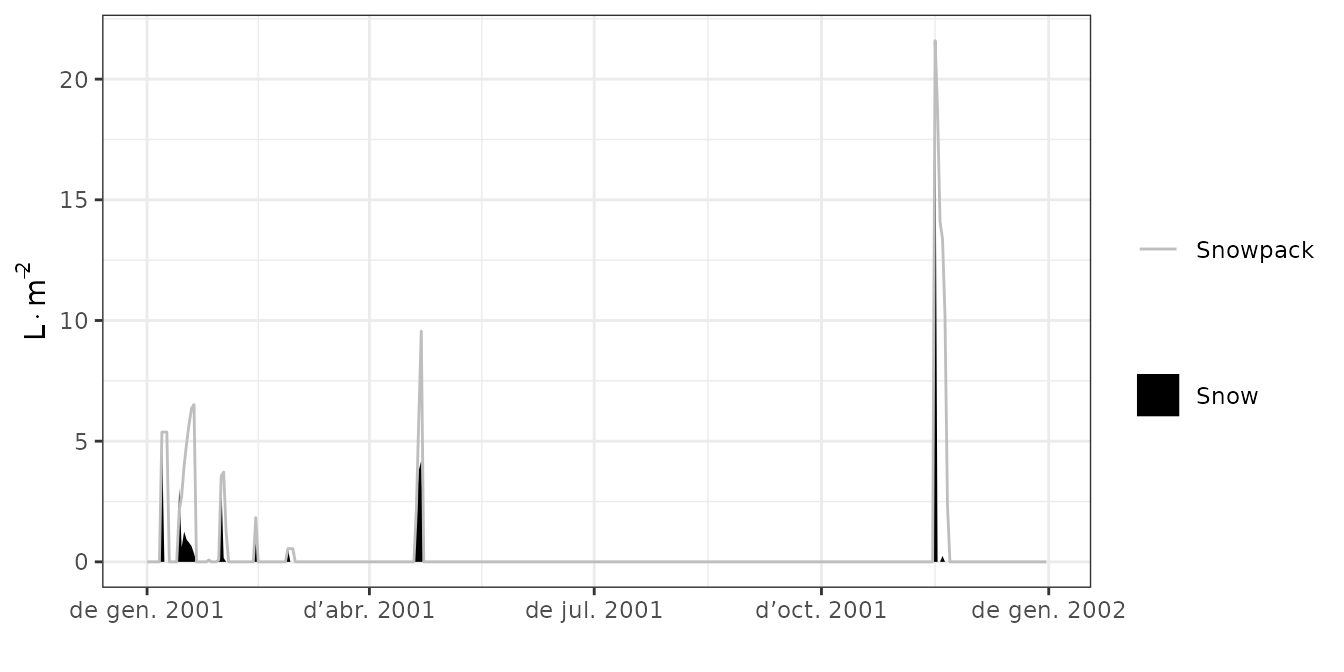 L · m⁻²
20
15
10
5
0
de gen. 2001
d’abr. 2001
de jul. 2001
d’oct. 2001
de gen. 2002
Snowpack
Snow